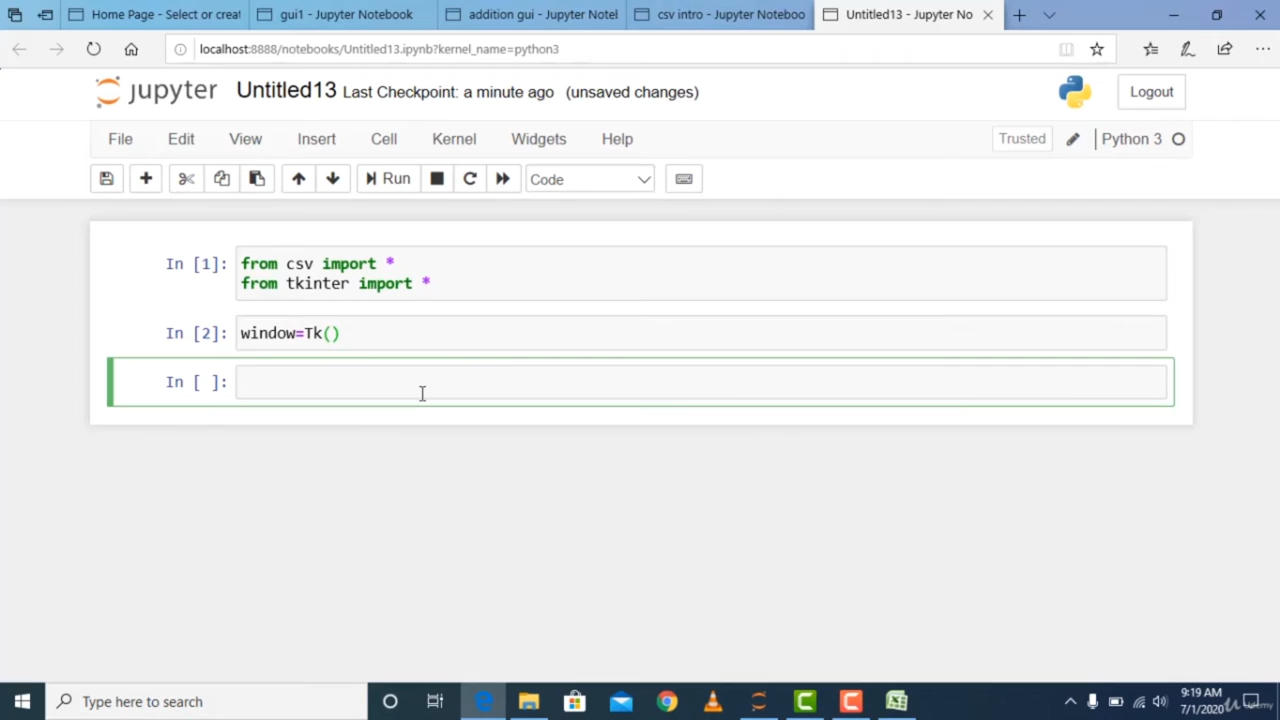 Home Page - Select or creat
gui1 - Jupyter Notebook
addition gui - Jupyter Notel
csv intro - Jupyter Noteboo
Untitled13 - Jupyter No
localhost:8888/notebooks/Untitled13.ipynb?kernel_name=python3
jupyter Untitled13 Last Checkpoint: a minute ago (unsaved changes)
Logout
File Edit View Insert Cell Kernel Widgets Help
Trusted Python 3
Run Code
In [1]: from csv import *
from tkinter import *
In [2]: window=Tk()
In [ ]:
Type here to search
9:19 AM
7/1/2020
Udemy